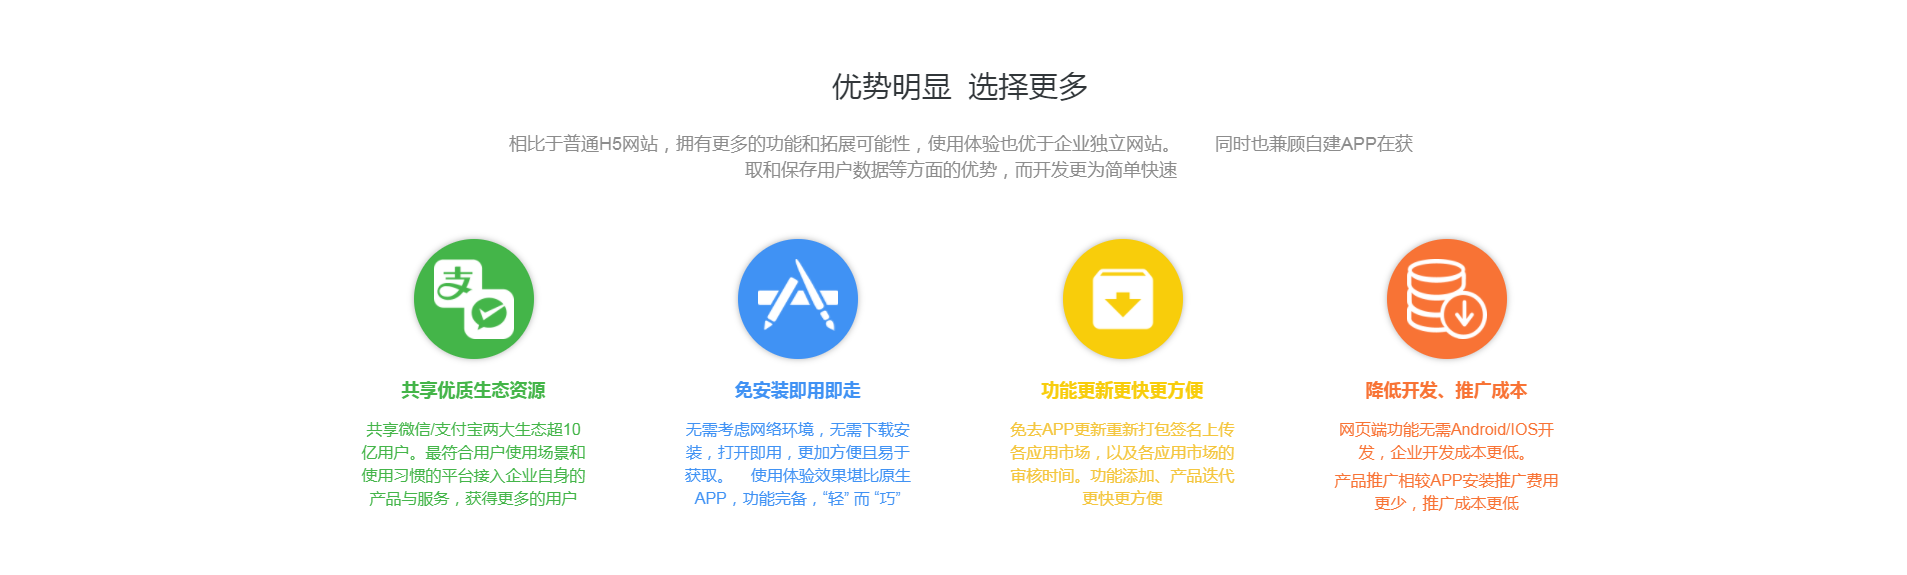 优势明显 选择更多
相比于普通H5网站，拥有更多的功能和拓展可能性，使用体验也优于企业独立网站。 同时也兼顾自建APP在获
取和保存用户数据等方面的优势，而开发更为简单快速
支
共享优质生态资源
共享微信/支付宝两大生态超10
亿用户。最符合用户使用场景和
使用习惯的平台接入企业自身的
产品与服务，获得更多的用户
免安装即用即走
无需考虑网络环境，无需下载安
装，打开即用，更加方便且易于
获取。 使用体验效果堪比原生
APP，功能完备，“轻” 而 “巧”
功能更新更快更方便
免去APP更新重新打包签名上传
各应用市场，以及各应用市场的
审核时间。功能添加、产品迭代
更快更方便
降低开发、推广成本
网页端功能无需Android/IOS开
发，企业开发成本更低。
产品推广相较APP安装推广费用
更少，推广成本更低